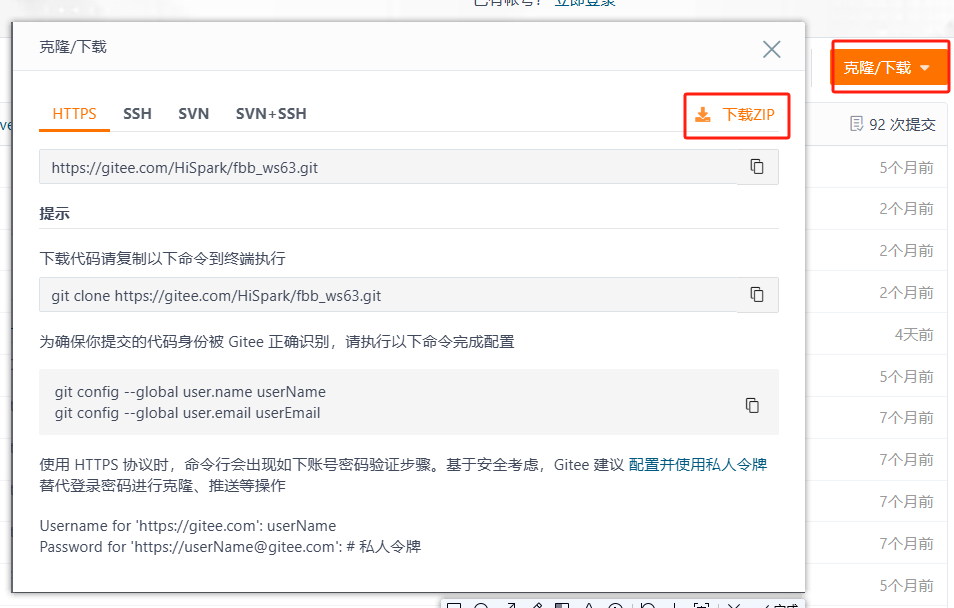 已有帐号？ 立即登录
克隆/下载
克隆/下载
HTTPS SSH SVN SVN+SSH 下载ZIP
92 次提交
https://gitee.com/HiSpark/fbb_ws63.git
5个月前
提示
2个月前
下载代码请复制以下命令到终端执行
2个月前
git clone https://gitee.com/HiSpark/fbb_ws63.git
2个月前
为确保你提交的代码身份被 Gitee 正确识别，请执行以下命令完成配置
4天前
git config --global user.name userName
5个月前
git config --global user.email userEmail
7个月前
使用 HTTPS 协议时，命令行会出现如下账号密码验证步骤。基于安全考虑，Gitee 建议 配置并使用私人令牌
7个月前
替代登录密码进行克隆、推送等操作
7个月前
Username for 'https://gitee.com': userName
7个月前
Password for 'https://userName@gitee.com': # 私人令牌
5个月前
完成